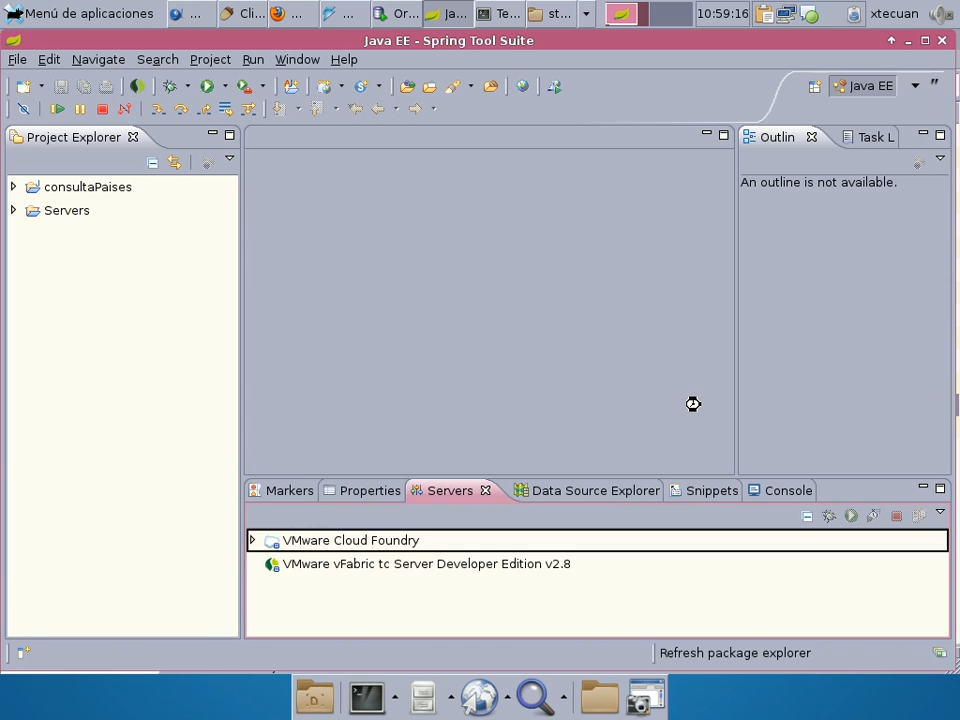 Menú de aplicaciones ... Cli... ... ... Or... Ja... Te... st... 10:59:16 xtecuan
Java EE - Spring Tool Suite
File Edit Navigate Search Project Run Window Help
Java EE
Project Explorer
Outlin Task L
consultaPaises
Servers
An outline is not available.
Markers Properties Servers Data Source Explorer Snippets Console
VMware Cloud Foundry
VMware vFabric tc Server Developer Edition v2.8
Refresh package explorer